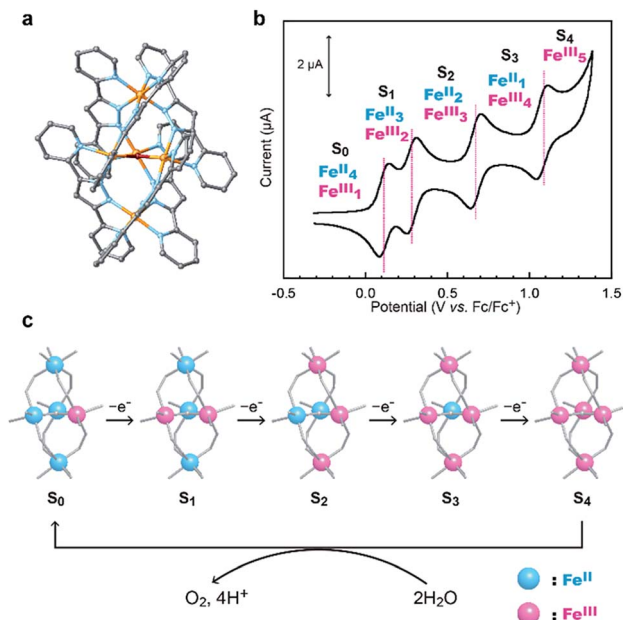 a
b
2 μA
S4
FeIII5
S3
FeII1
FeIII4
S2
FeII2
FeIII3
S1
FeII3
FeIII2
S0
FeII4
FeIII1
Current (μA)
-0.5 0.0 0.5 1.0 1.5
Potential (V vs. Fc/Fc+)
c
−e- −e- −e- −e-
S0 S1 S2 S3 S4
O2, 4H+ 2H2O
: FeII
: FeIII